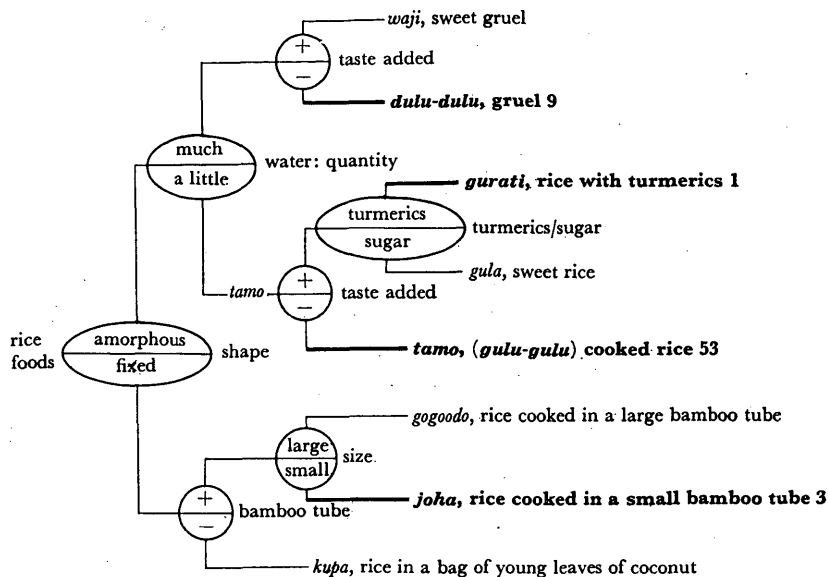 waji, sweet gruel
+
taste added
−
dulu-dulu, gruel 9
much
water: quantity
a little
gurati, rice with turmerics 1
turmerics
turmerics/sugar
sugar
gula, sweet rice
+
tamo
taste added
−
tamo, (gulu-gulu) cooked rice 53
rice
foods
amorphous
shape
fixed
gogoodo, rice cooked in a large bamboo tube
large
size
small
joha, rice cooked in a small bamboo tube 3
+
bamboo tube
−
kupa, rice in a bag of young leaves of coconut